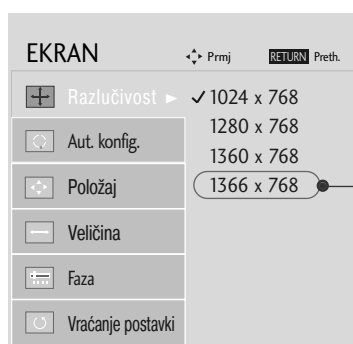 EKRAN
Prmj RETURN Preth.
Razlučivost
Aut. konfig.
Položaj
Veličina
Faza
Vraćanje postavki
1024 x 768
1280 x 768
1360 x 768
1366 x 768